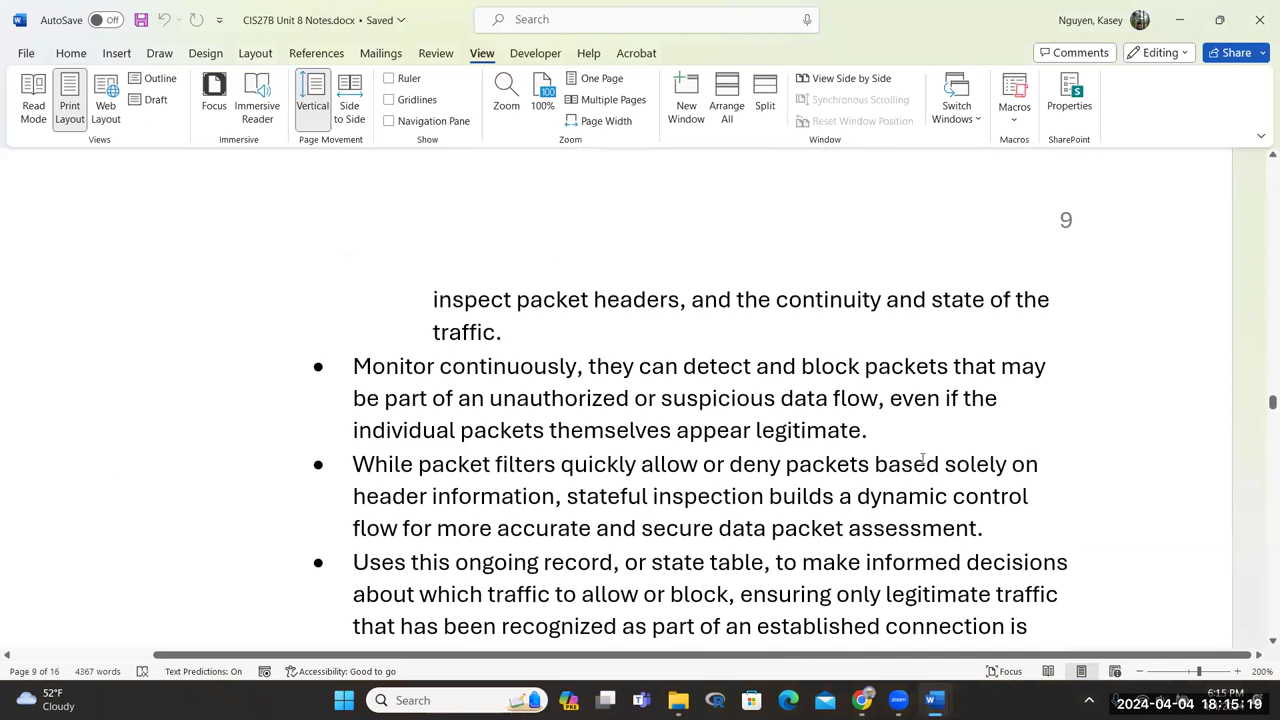 AutoSave Off CIS27B Unit 8 Notes.docx • Saved Search Nguyen, Kasey
File Home Insert Draw Design Layout References Mailings Review View Developer Help Acrobat Comments Editing Share
Read Mode Print Layout Web Layout Outline Draft Focus Immersive Reader Vertical Side to Side Ruler Gridlines Navigation Pane Zoom 100% One Page Multiple Pages Page Width New Window Arrange All Split View Side by Side Synchronous Scrolling Reset Window Position Switch Windows Macros Properties
Views Immersive Page Movement Show Zoom Window Macros SharePoint
9
inspect packet headers, and the continuity and state of the
traffic.
• Monitor continuously, they can detect and block packets that may
be part of an unauthorized or suspicious data flow, even if the
individual packets themselves appear legitimate.
• While packet filters quickly allow or deny packets based solely on
header information, stateful inspection builds a dynamic control
flow for more accurate and secure data packet assessment.
• Uses this ongoing record, or state table, to make informed decisions
about which traffic to allow or block, ensuring only legitimate traffic
that has been recognized as part of an established connection is
Page 9 of 16 4367 words Text Predictions: On Accessibility: Good to go Focus 200%
52°F
Cloudy
Search
6:15 PM
2024-04-04 18:15:19